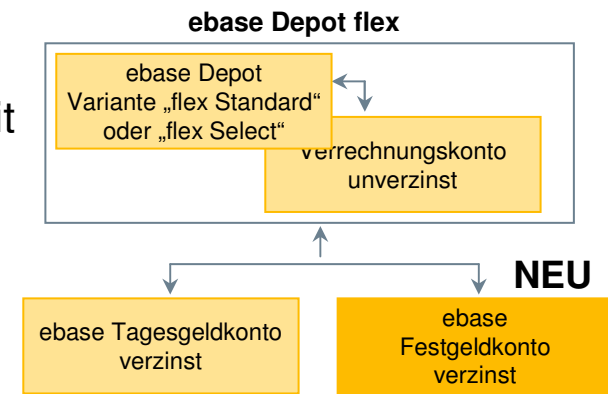 ebase Depot flex
ebase Depot
Variante „flex Standard“
oder „flex Select“
it
Verrechnungskonto
unverzinst
NEU
ebase Tagesgeldkonto
verzinst
ebase
Festgeldkonto
verzinst